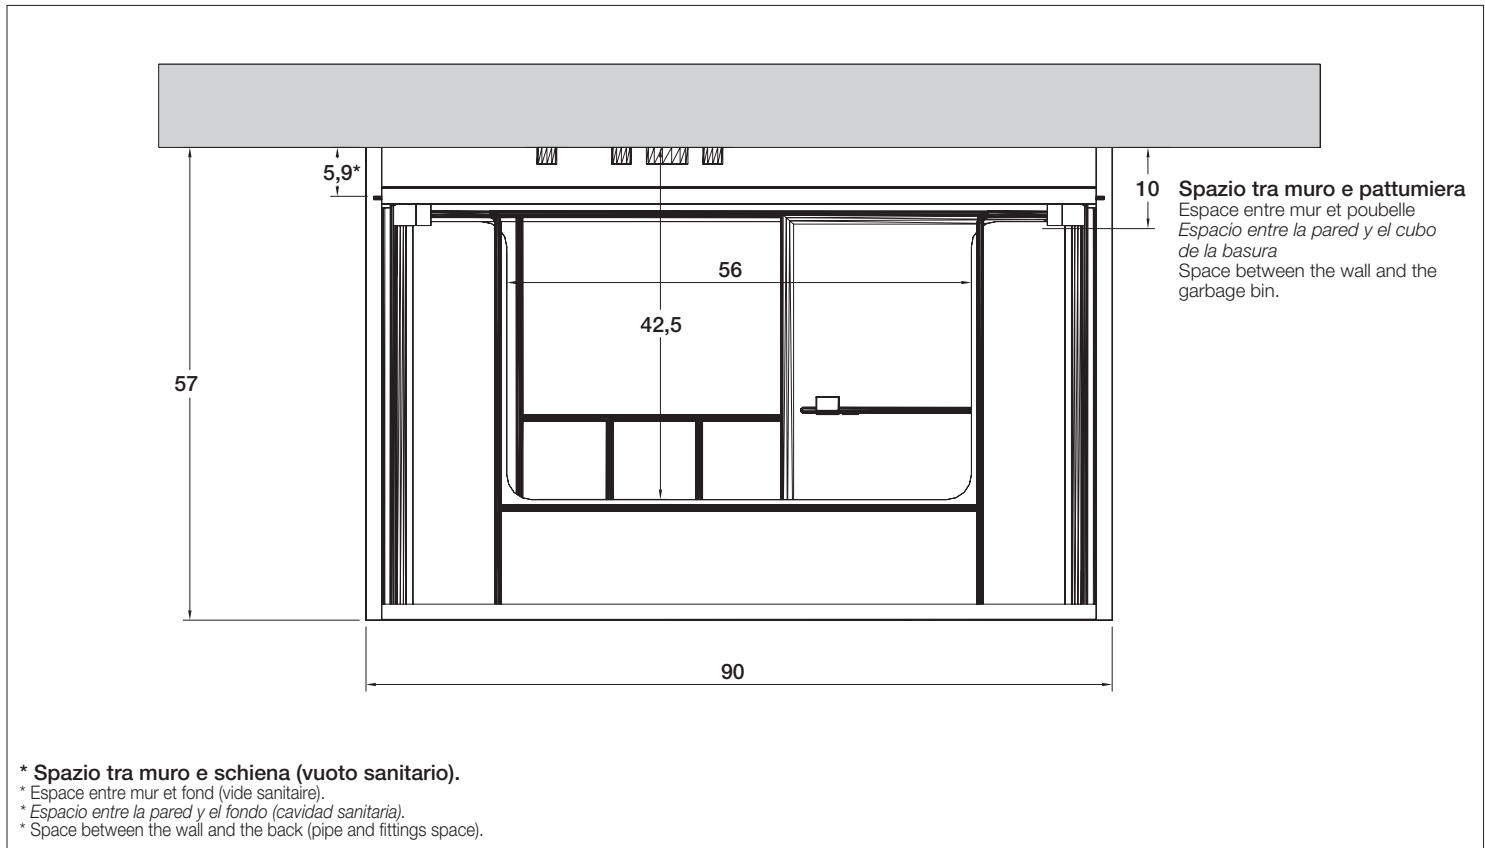 5,9*
10
Spazio tra muro e pattumiera
Espace entre mur et poubelle
Espacio entre la pared y el cubo
de la basura
Space between the wall and the
garbage bin.
56
42,5
57
90
* Spazio tra muro e schiena (vuoto sanitario).
* Espace entre mur et fond (vide sanitaire).
* Espacio entre la pared y el fondo (cavidad sanitaria).
* Space between the wall and the back (pipe and fittings space).